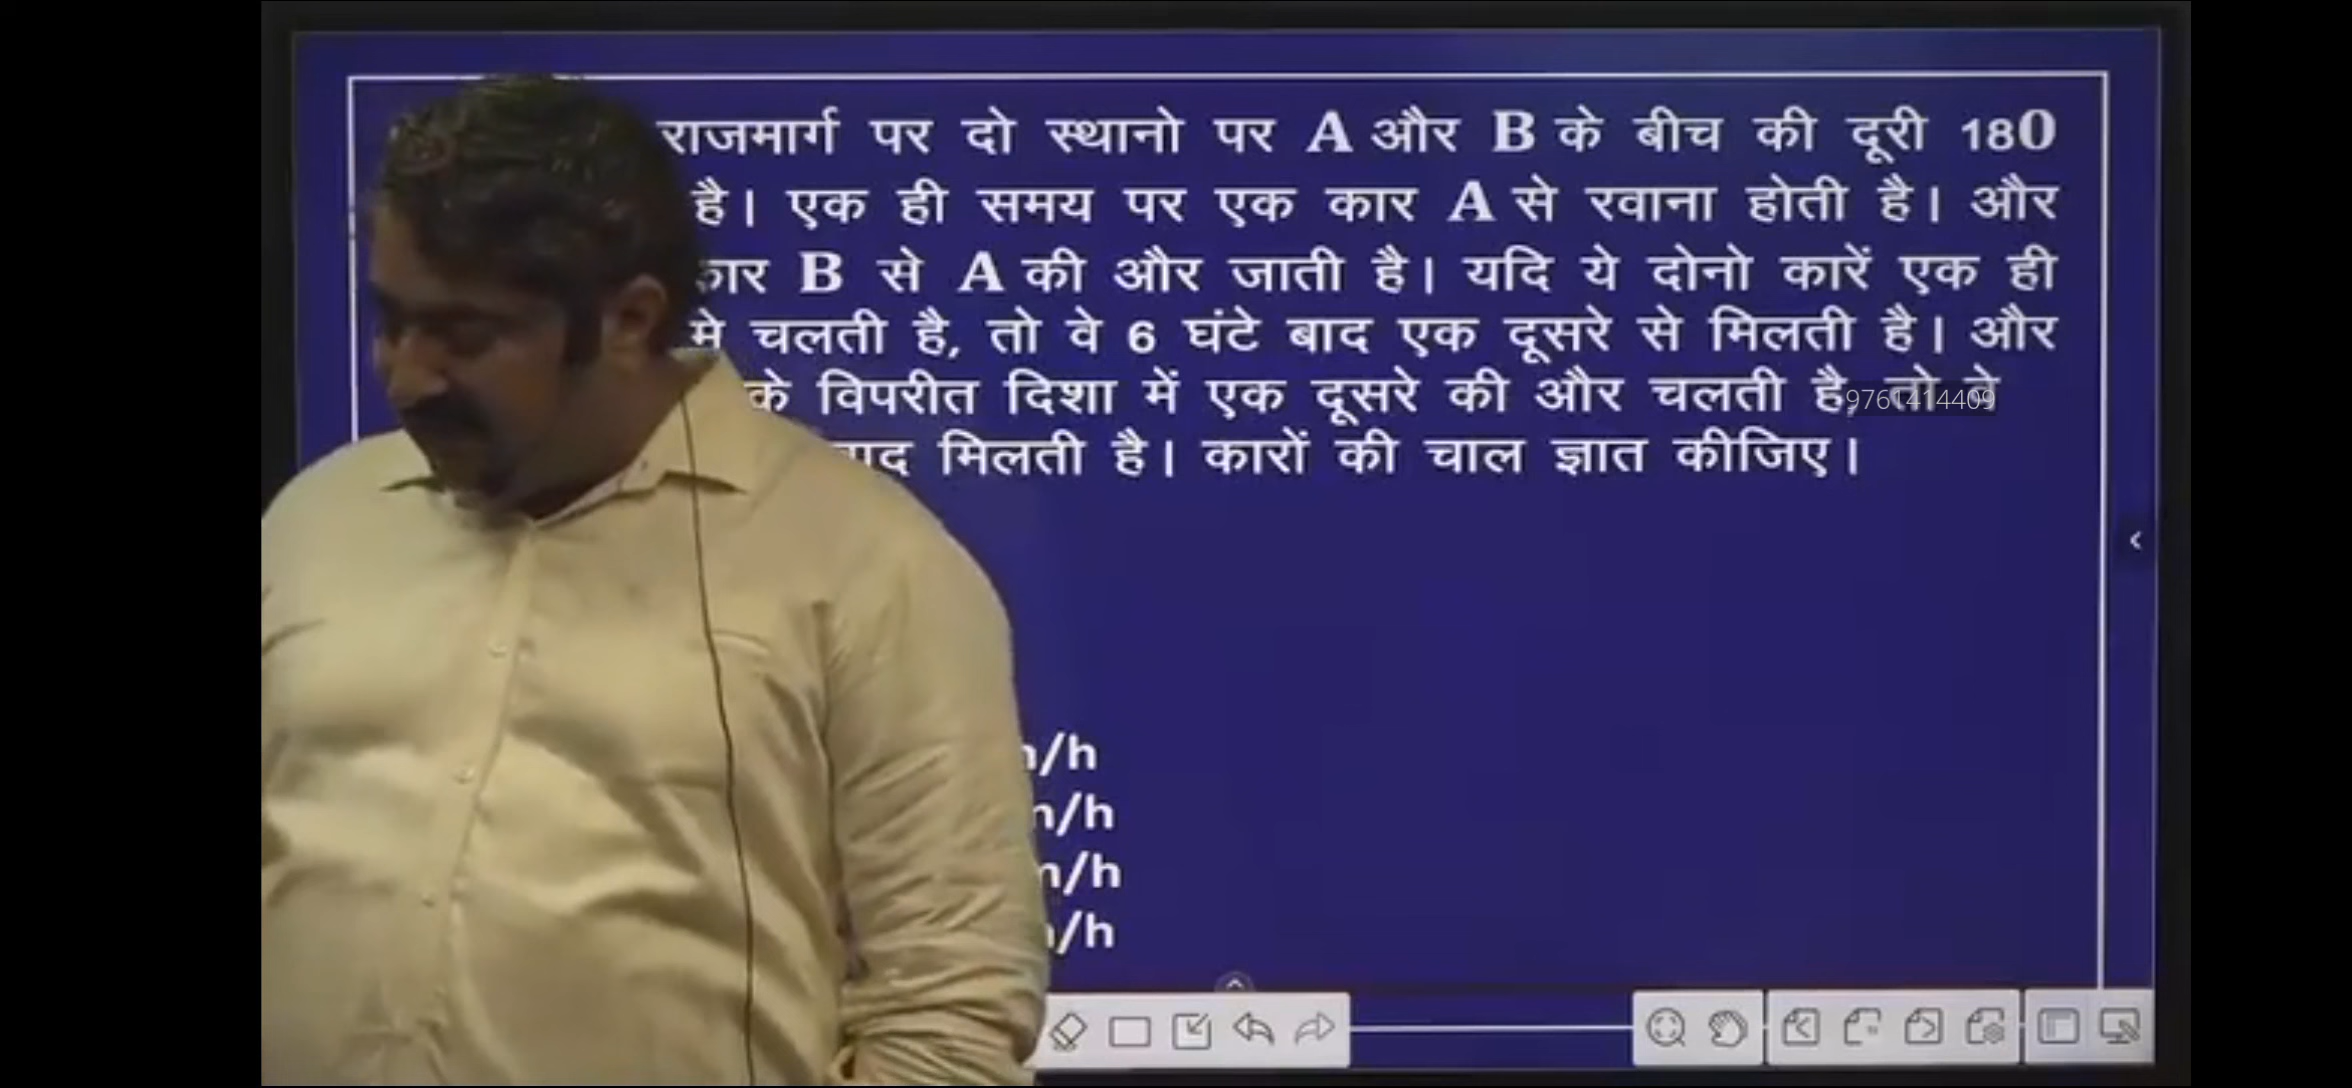 राजमार्ग पर दो स्थानो पर A और B के बीच की दूरी 180
है। एक ही समय पर एक कार A से रवाना होती है। और
कार B से A की और जाती है। यदि ये दोनो कारें एक ही
मे चलती है, तो वे 6 घंटे बाद एक दूसरे से मिलती है। और
के विपरीत दिशा में एक दूसरे की और चलती है, तो वे
9761414409
बाद मिलती है। कारों की चाल ज्ञात कीजिए।
m/h
m/h
m/h
m/h